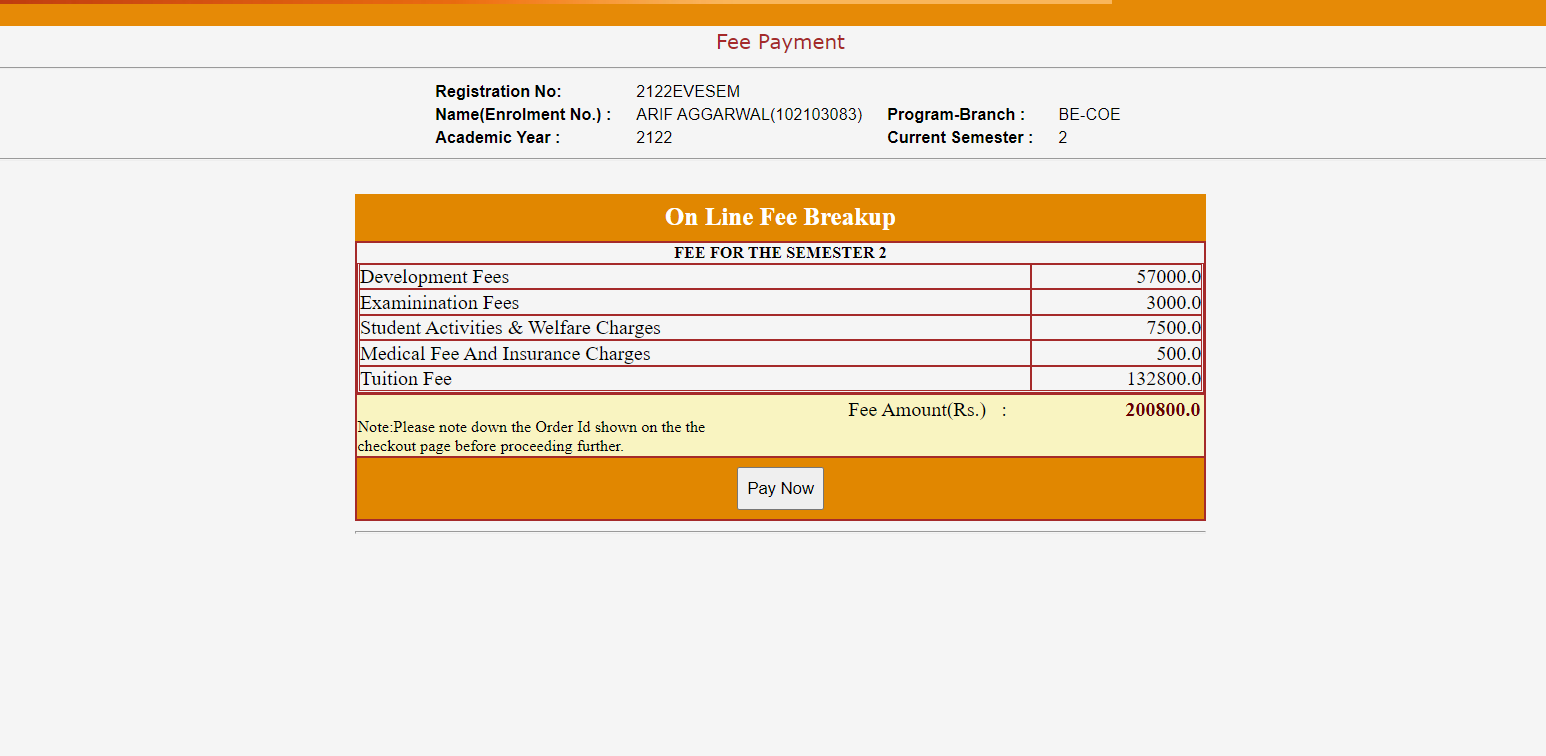 Fee Payment
Registration No: 2122EVESEM
Name(Enrolment No.) : ARIF AGGARWAL(102103083) Program-Branch : BE-COE
Academic Year : 2122 Current Semester : 2
On Line Fee Breakup
FEE FOR THE SEMESTER 2
Development Fees 57000.0
Examinination Fees 3000.0
Student Activities & Welfare Charges 7500.0
Medical Fee And Insurance Charges 500.0
Tuition Fee 132800.0
Fee Amount(Rs.) : 200800.0
Note:Please note down the Order Id shown on the the
checkout page before proceeding further.
Pay Now